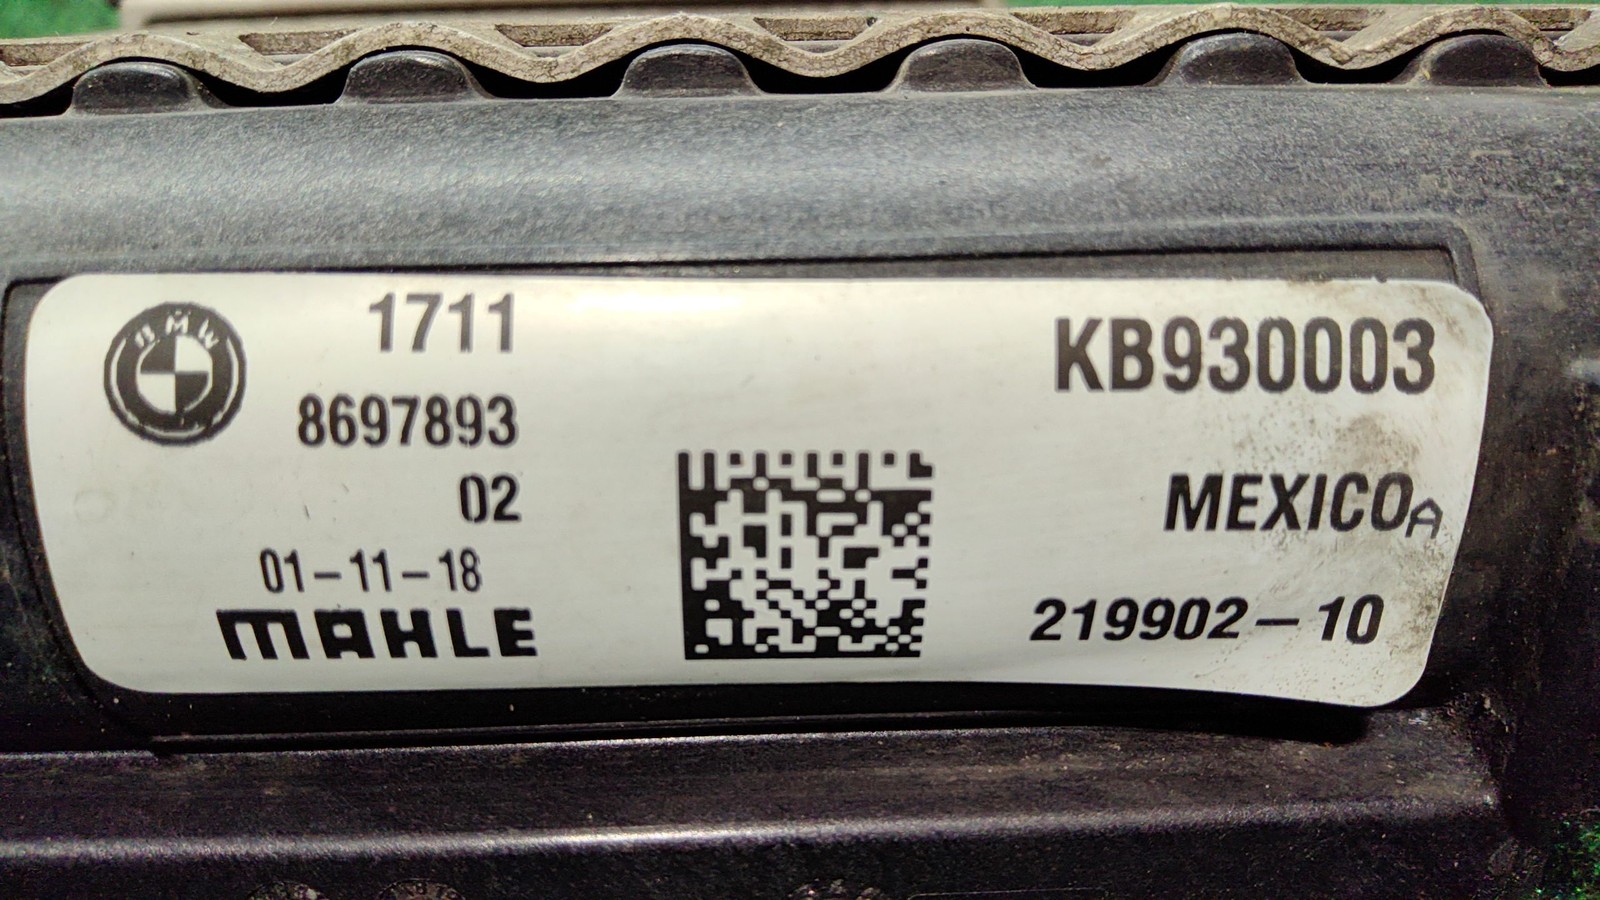 BMW
1711
8697893
02
01-11-18
MAHLE
KB930003
MEXICO A
219902-10